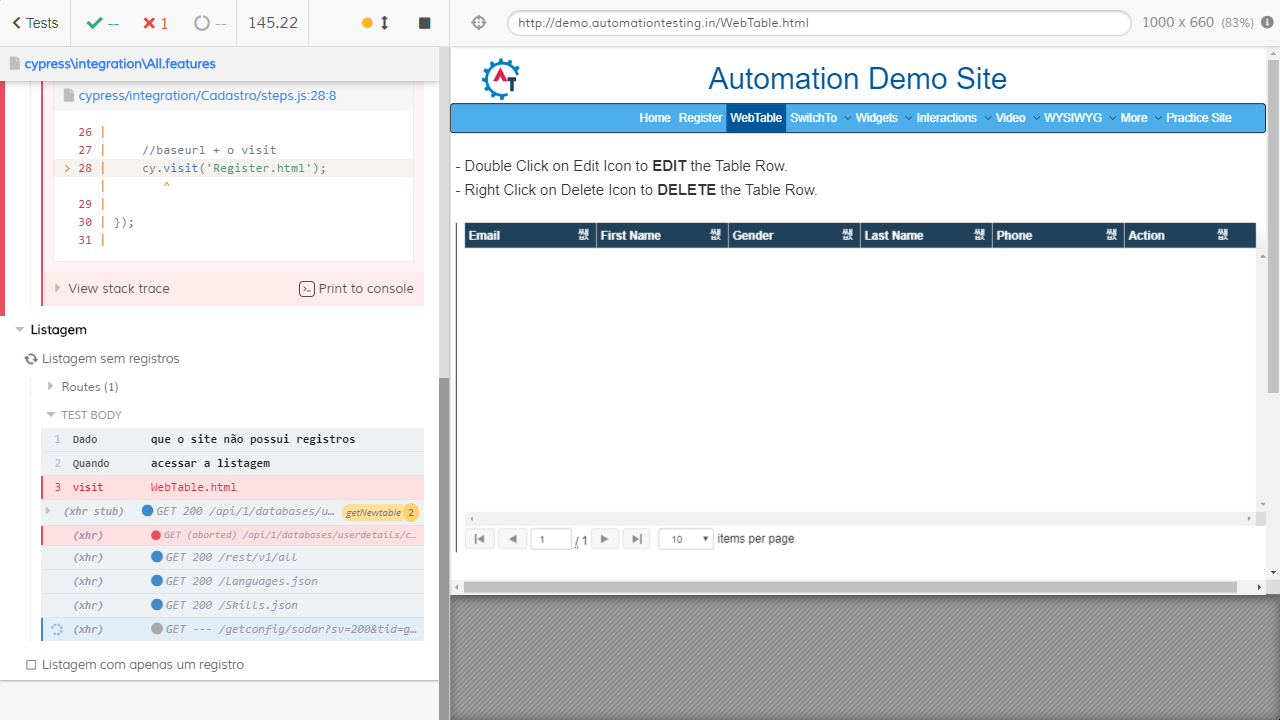 Tests
--
1
--
145.22
http://demo.automationtesting.in/WebTable.html
1000 x 660 (83%)
cypress\integration\All.features
cypress/integration/Cadastro/steps.js:28:8
26 |
27 | //baseurl + o visit
> 28 | cy.visit('Register.html');
| ^
29 |
30 | });
31 |
View stack trace
Print to console
Listagem
Listagem sem registros
Routes (1)
TEST BODY
1 Dado que o site não possui registros
2 Quando acessar a listagem
3 visit WebTable.html
(xhr stub) GET 200 /api/1/databases/u... getNewtable 2
(xhr) GET (aborted) /api/1/databases/userdetails/c...
(xhr) GET 200 /rest/v1/all
(xhr) GET 200 /Languages.json
(xhr) GET 200 /Skills.json
(xhr) GET --- /getconfig/sodar?sv=200&tid=g...
Listagem com apenas um registro
AT
Automation Demo Site
Home Register WebTable SwitchTo Widgets Interactions Video WYSIWYG More Practice Site
- Double Click on Edit Icon to EDIT the Table Row.
- Right Click on Delete Icon to DELETE the Table Row.
Email First Name Gender Last Name Phone Action
1 / 1 10 items per page